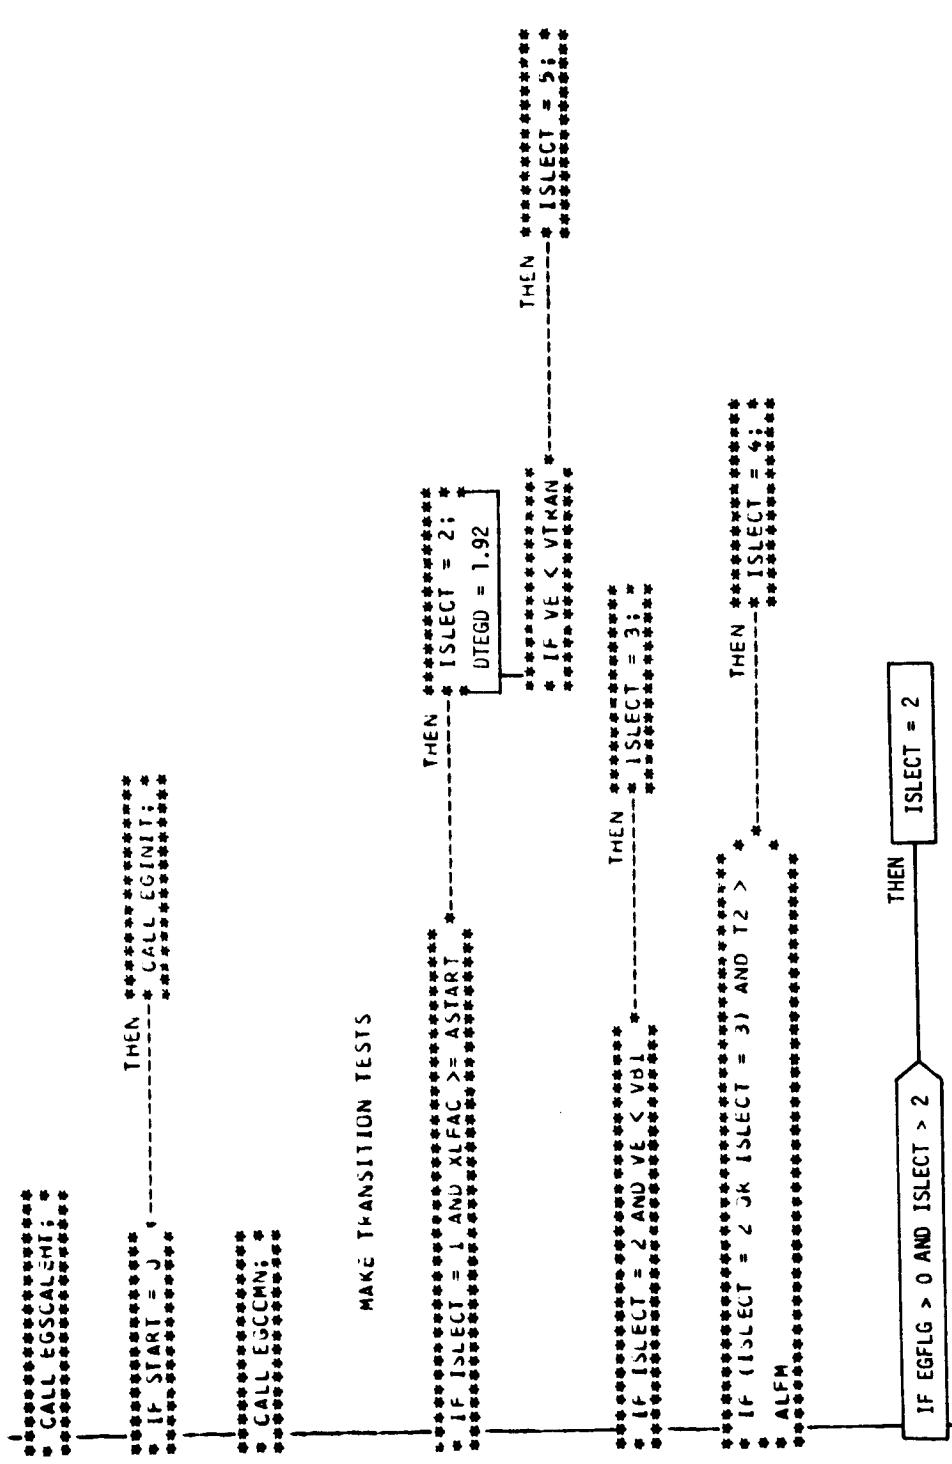 * CALL EGSCALEHT; *
THEN
* IF START = 0 *
* CALL EGINIT; *
* CALL EGCCMN; *
MAKE TRANSITION TESTS
THEN
* IF ISLECT = 1 AND XLFAC >= ASTART *
* ISLECT = 2; *
DTEGD = 1.92
THEN
* IF VE < VTRAN *
* ISLECT = 5; *
THEN
* IF ISLECT = 2 AND VE < VB1 *
* ISLECT = 3; *
THEN
* IF (ISLECT = 2 OR ISLECT = 3) AND T2 > *
* ALFM *
* ISLECT = 4; *
THEN
IF EGFLG > 0 AND ISLECT > 2
ISLECT = 2